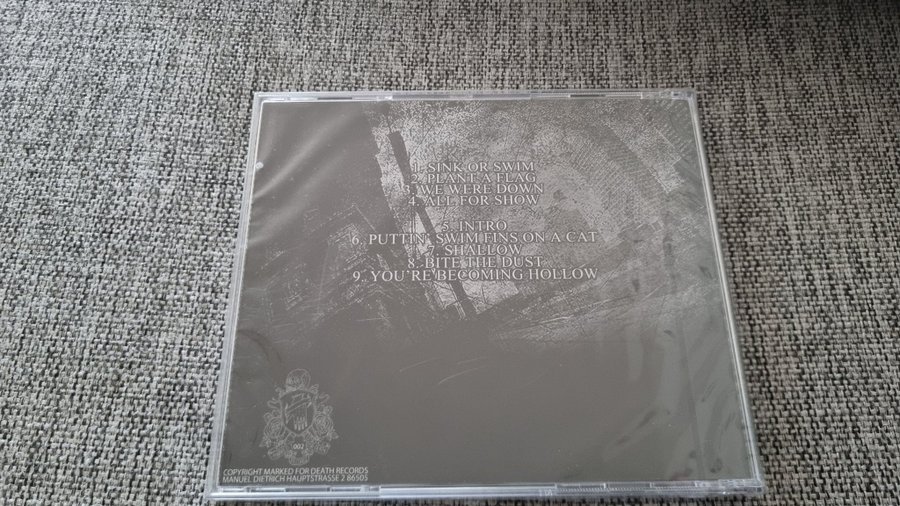 1. SINK OR SWIM
2. PLANT A FLAG
3. WE WERE DOWN
4. ALL FOR SHOW
5. INTRO
6. PUTTIN' SWIM FINS ON A CAT
7. SHALLOW
8. BITE THE DUST
9. YOU'RE BECOMING HOLLOW
002
COPYRIGHT MARKED FOR DEATH RECORDS
MANUEL DIETRICH HAUPTSTRASSE 2 86505